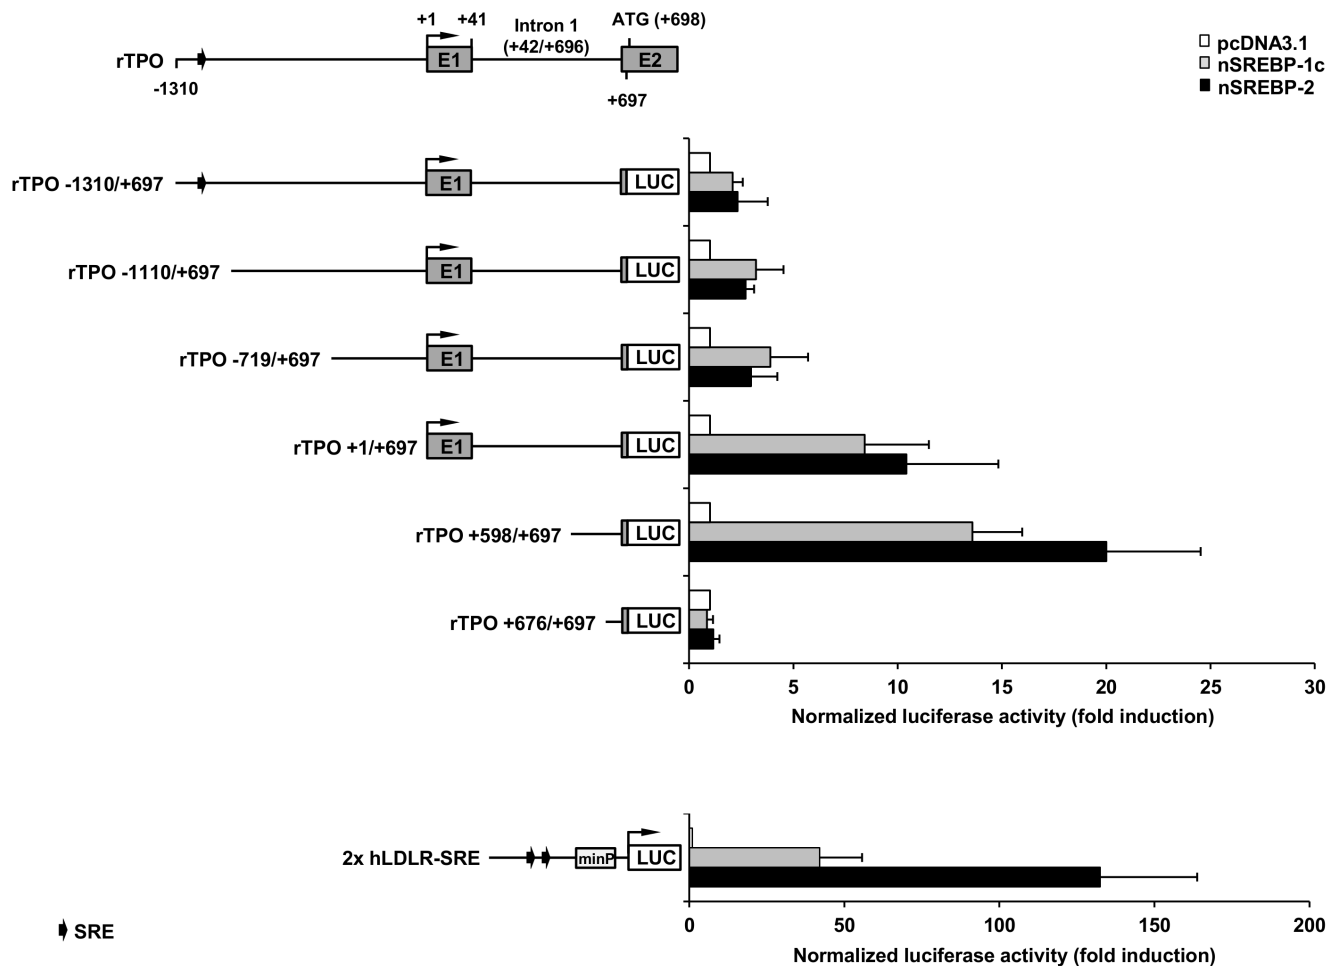 +1 +41 Intron 1 ATG (+698)
(+42/+696)
rTPO E1 E2
-1310
+697
pcDNA3.1
nSREBP-1c
nSREBP-2
rTPO -1310/+697 E1 LUC
rTPO -1110/+697 E1 LUC
rTPO -719/+697 E1 LUC
rTPO +1/+697 E1 LUC
rTPO +598/+697 LUC
rTPO +676/+697 LUC
0 5 10 15 20 25 30
Normalized luciferase activity (fold induction)
2x hLDLR-SRE minP LUC
0 50 100 150 200
Normalized luciferase activity (fold induction)
SRE